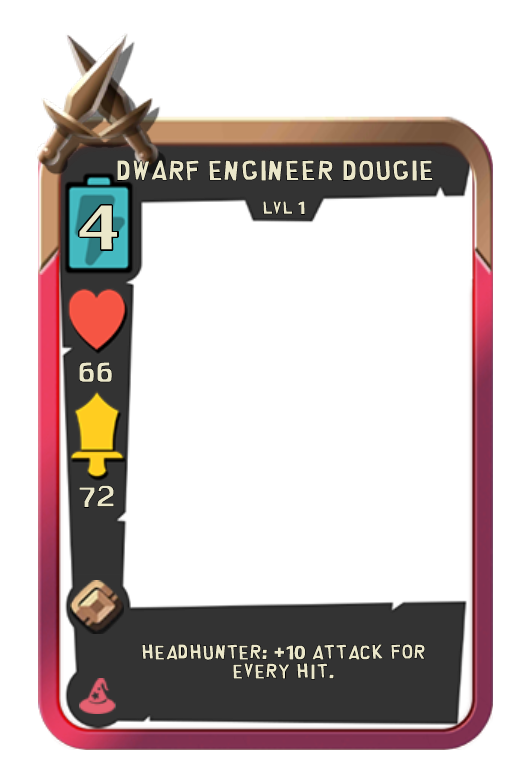 DWARF ENGINEER DOUGIE
LVL 1
4
66
72
HEADHUNTER: +10 ATTACK FOR
EVERY HIT.